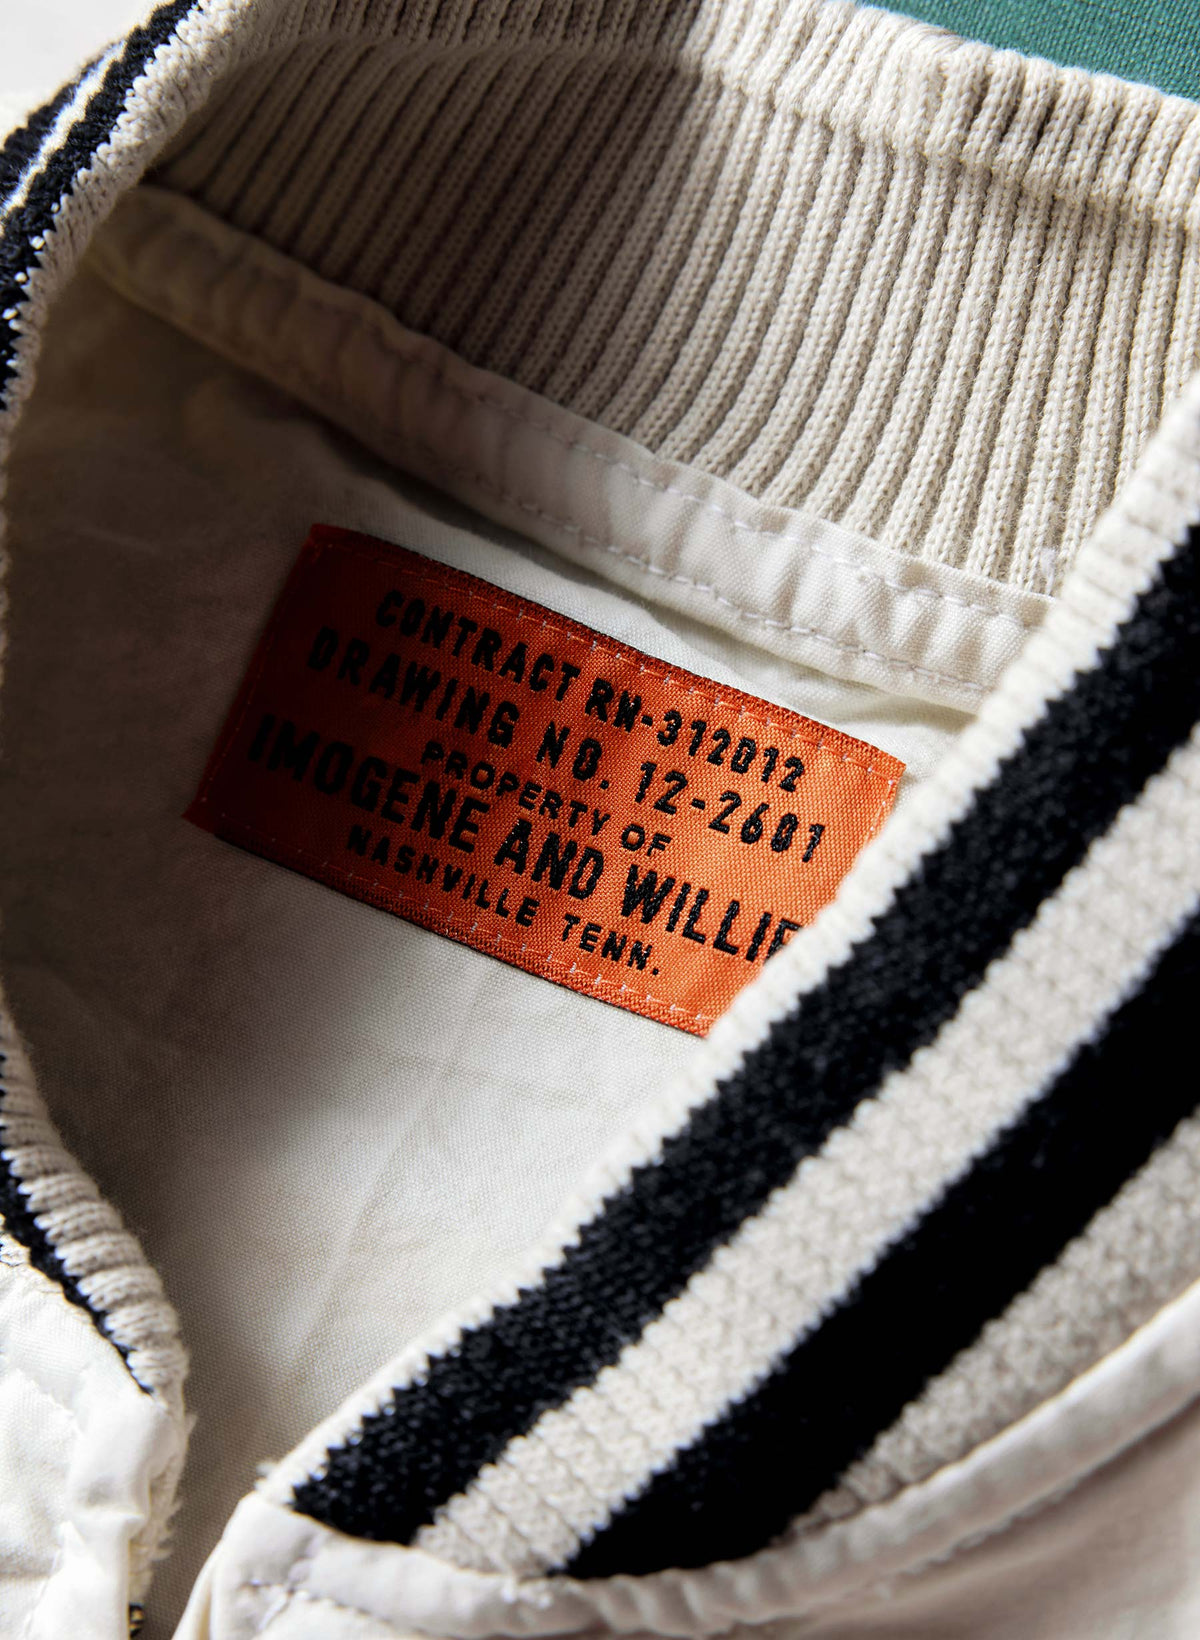 CONTRACT RN-312012
DRAWING NO. 12-2601
PROPERTY OF
IMOGENE AND WILLIE
NASHVILLE TENN.